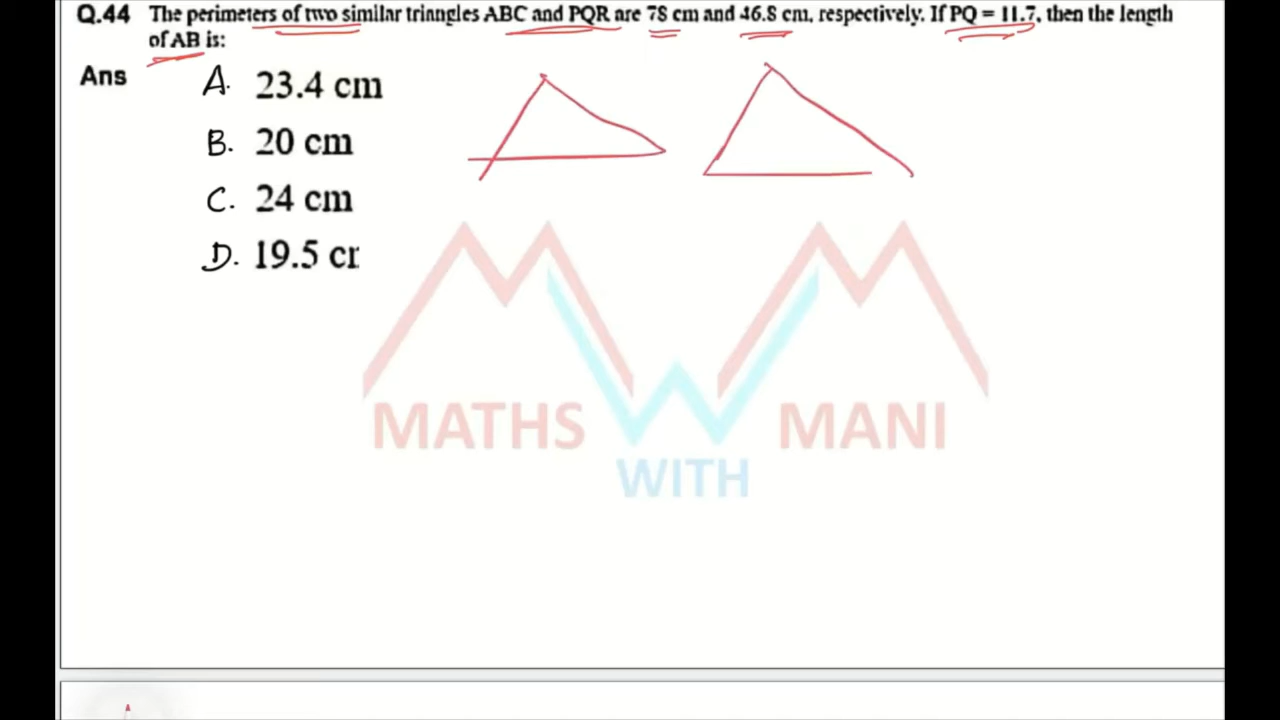 Q.44 The perimeters of two similar triangles ABC and PQR are 78 cm and 46.8 cm, respectively. If PQ = 11.7, then the length
of AB is:
Ans A. 23.4 cm
B. 20 cm
C. 24 cm
D. 19.5 cr
MATHS MANI
WITH